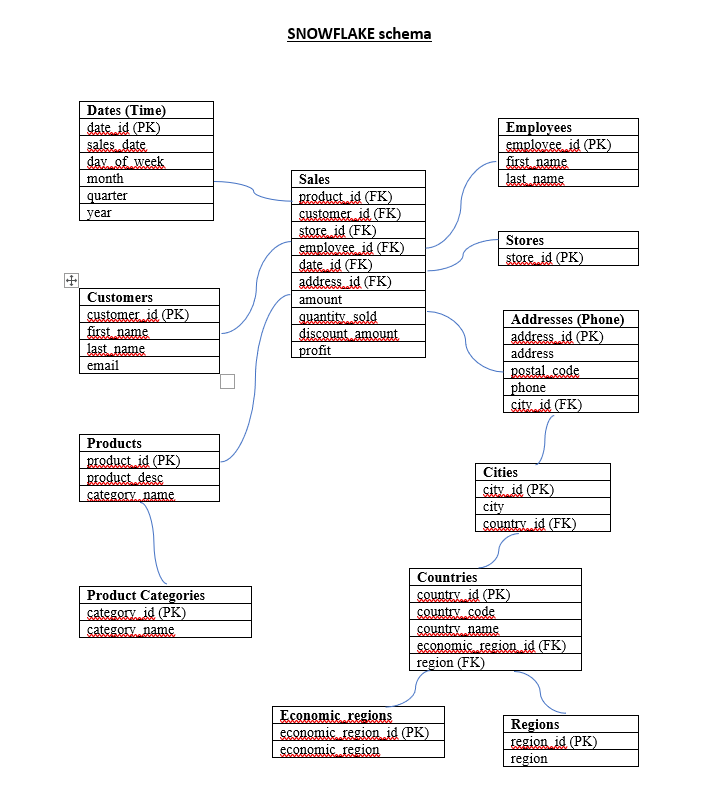 SNOWFLAKE schema
Dates (Time)
date_id (PK)
sales_date
day_of_week
month
quarter
year
Employees
employee_id (PK)
first_name
last_name
Sales
product_id (FK)
customer_id (FK)
store_id (FK)
employee_id (FK)
date_id (FK)
address_id (FK)
amount
quantity_sold
discount_amount
profit
Stores
store_id (PK)
Customers
customer_id (PK)
first_name
last_name
email
Addresses (Phone)
address_id (PK)
address
postal_code
phone
city_id (FK)
Products
product_id (PK)
product_desc
category_name
Cities
city_id (PK)
city
country_id (FK)
Product Categories
category_id (PK)
category_name
Countries
country_id (PK)
country_code
country_name
economic_region_id (FK)
region (FK)
Economic_regions
economic_region_id (PK)
economic_region
Regions
region_id (PK)
region